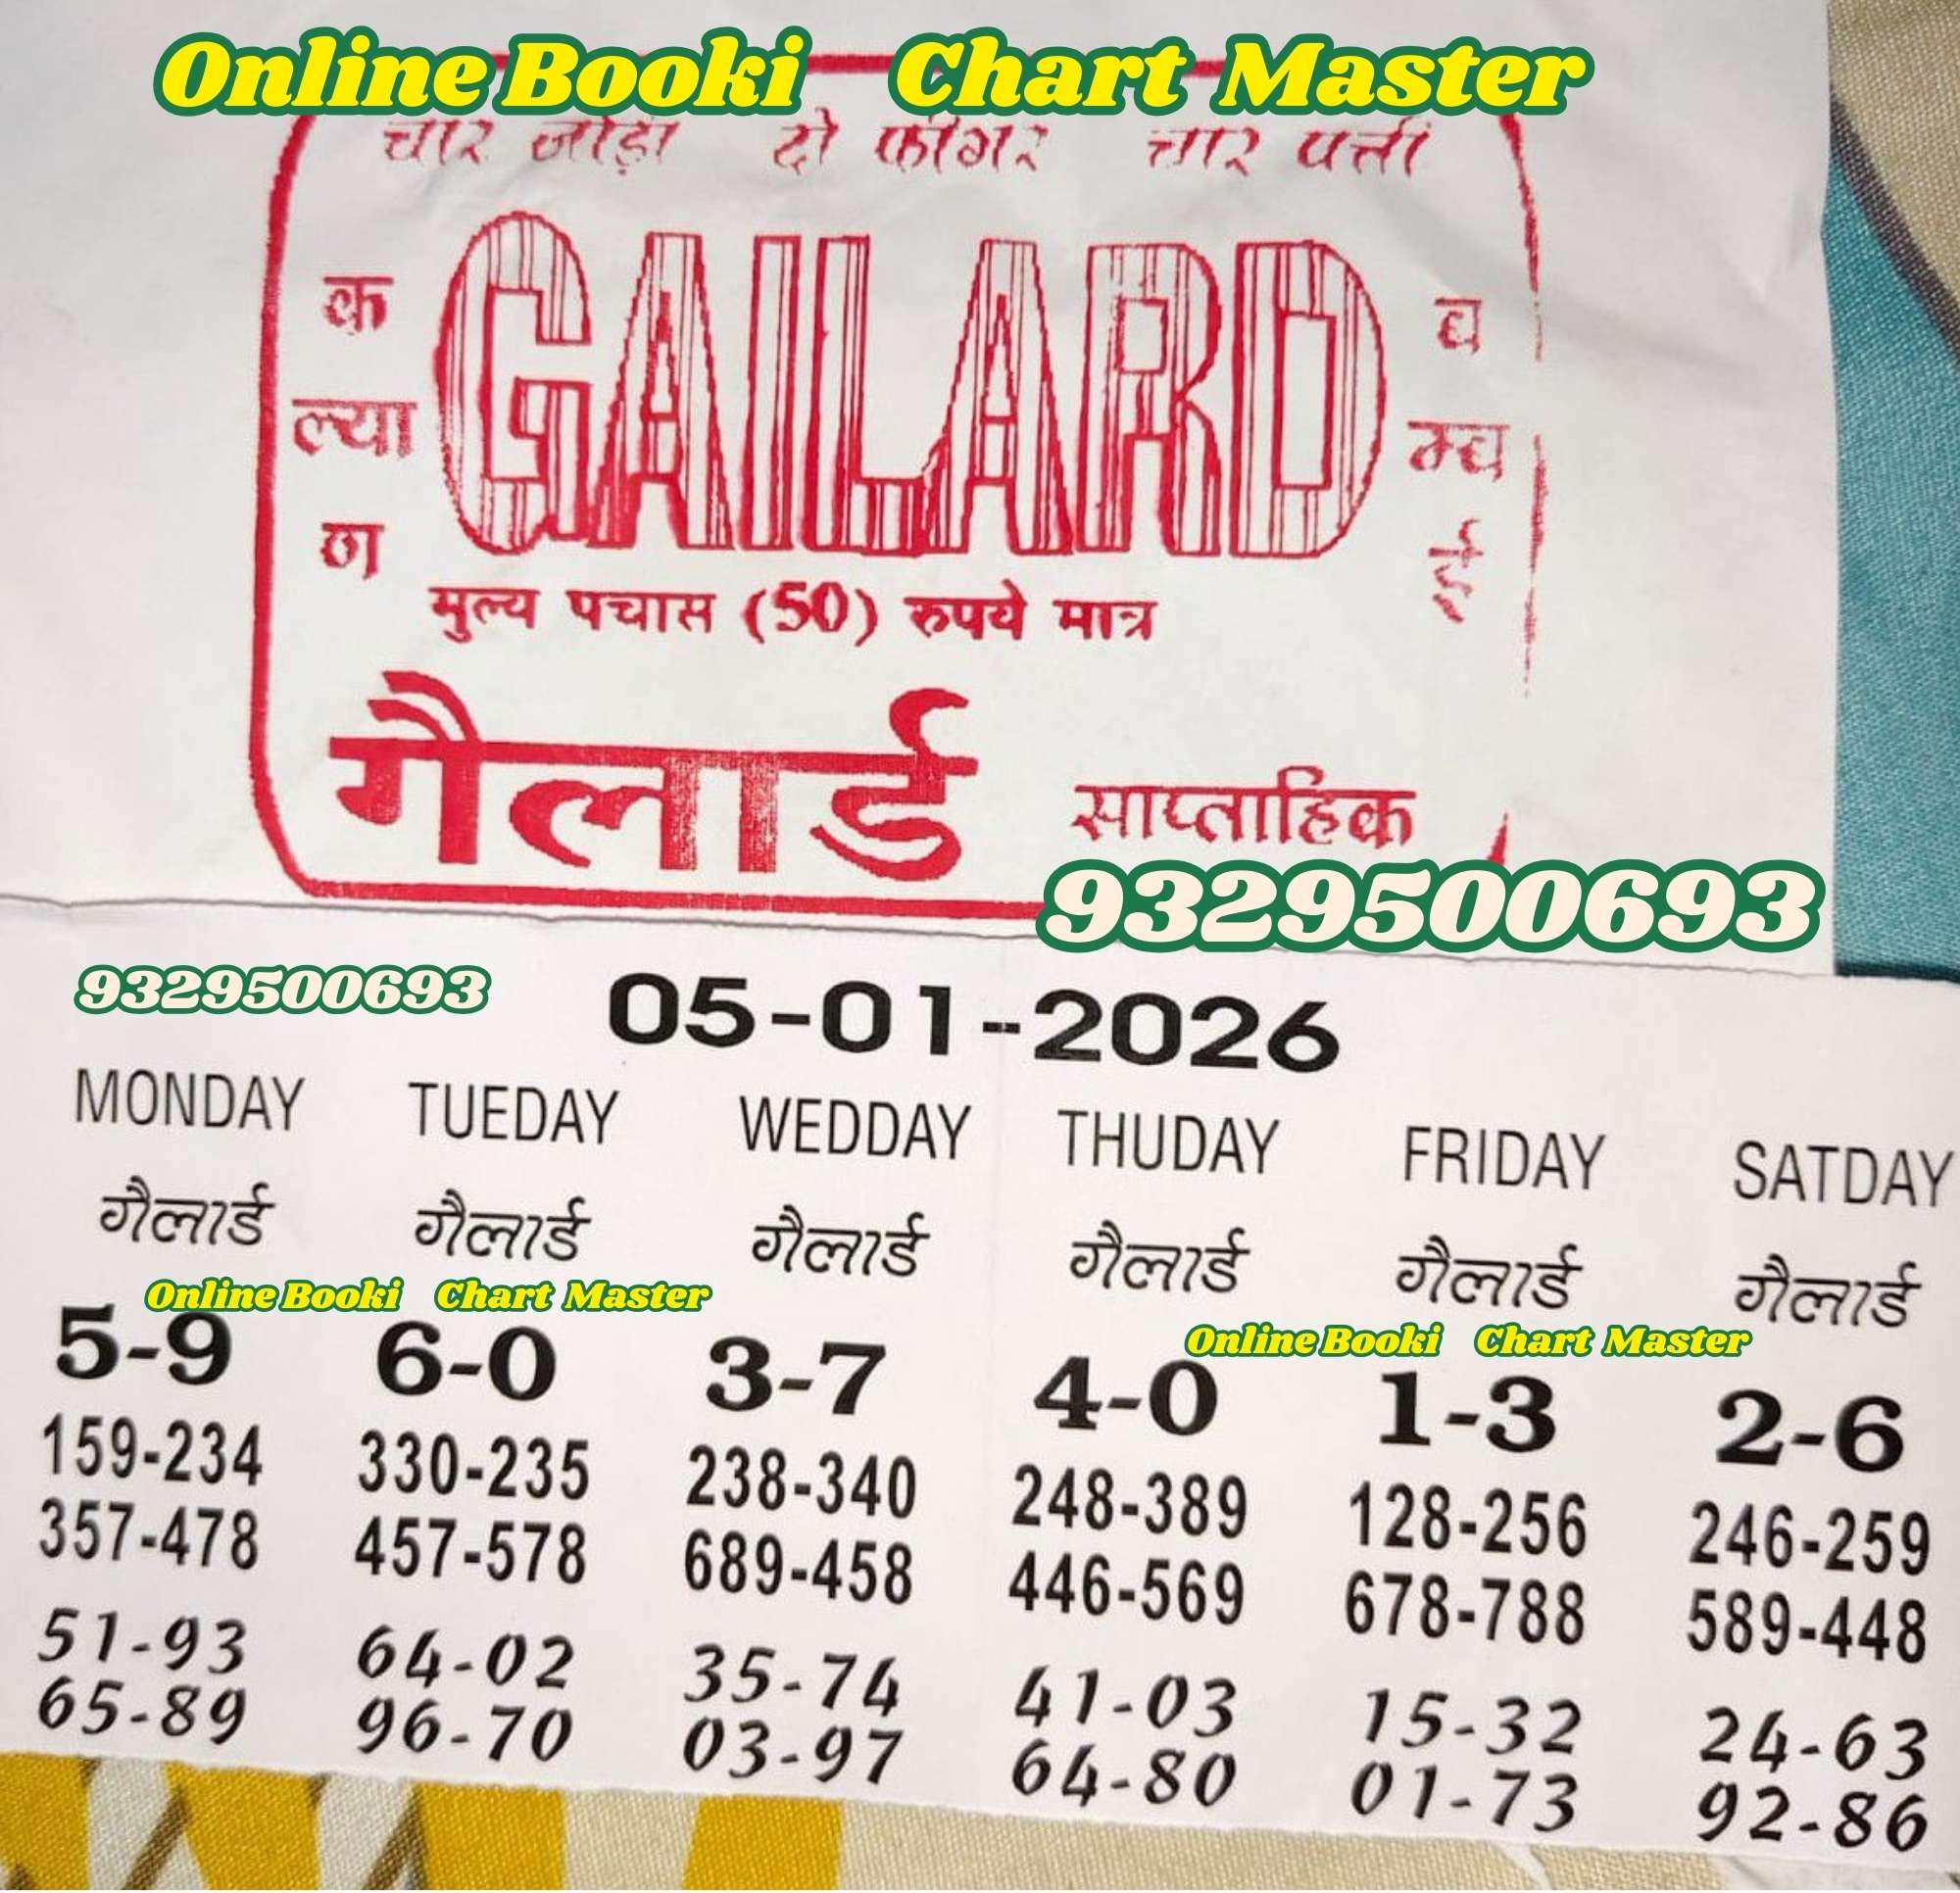 Online Booki Chart Master
चार जोड़ा दो फीगर चार पत्ती
क
ल्या
ण
GAILARD
ब
म्ब
ई
मुल्य पचास (50) रुपये मात्र
गैलार्ड साप्ताहिक
9329500693
9329500693 05-01-2026
MONDAY TUEDAY WEDDAY THUDAY FRIDAY SATDAY
गैलार्ड गैलार्ड गैलार्ड गैलार्ड गैलार्ड गैलार्ड
Online Booki Chart Master Online Booki Chart Master
5-9 6-0 3-7 4-0 1-3 2-6
159-234 330-235 238-340 248-389 128-256 246-259
357-478 457-578 689-458 446-569 678-788 589-448
51-93 64-02 35-74 41-03 15-32 24-63
65-89 96-70 03-97 64-80 01-73 92-86